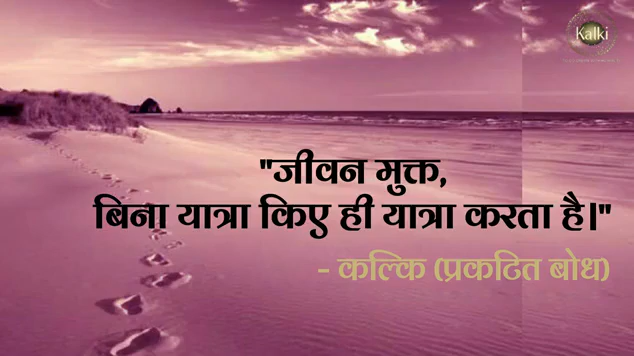 Kalki
"जीवन मुक्त,
बिना यात्रा किए ही यात्रा करता है।"
- कल्कि (प्रकटित बोध)